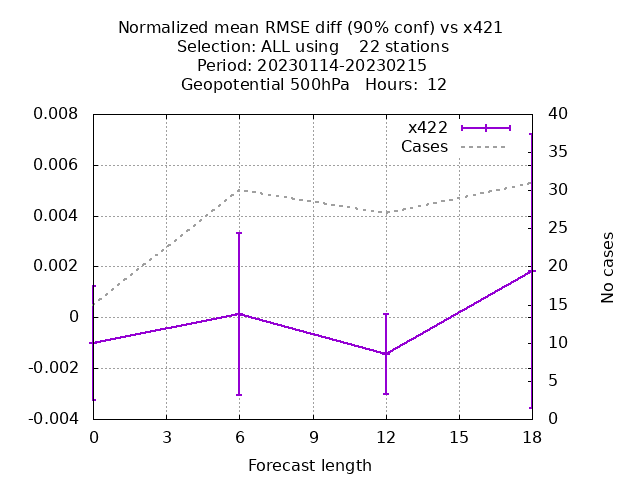 Normalized mean RMSE diff (90% conf) vs x421
Selection: ALL using    22 stations
Period: 20230114-20230215
Geopotential 500hPa   Hours:  12
0.008
0.006
0.004
0.002
0
-0.002
-0.004
40
35
30
25
20
15
10
5
0
x422
Cases
No cases
0 3 6 9 12 15 18
Forecast length